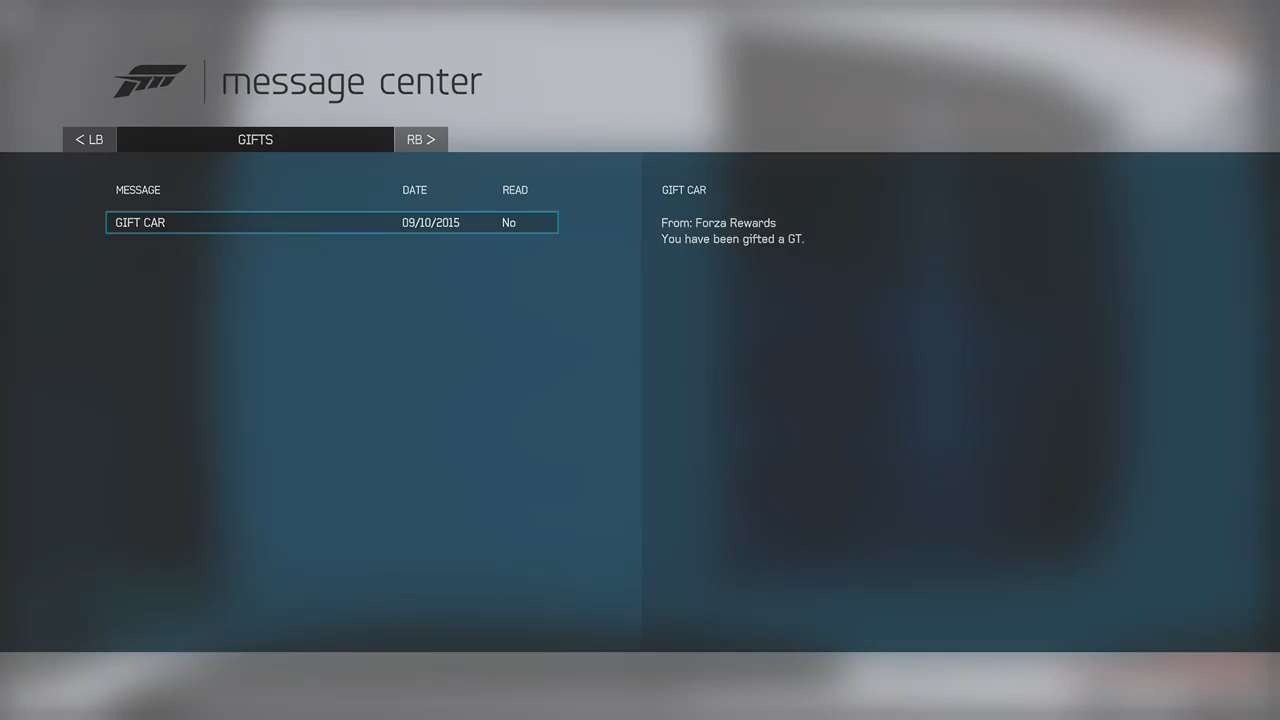 message center
< LB GIFTS RB >
MESSAGE DATE READ
GIFT CAR 09/10/2015 No
GIFT CAR
From: Forza Rewards
You have been gifted a GT.